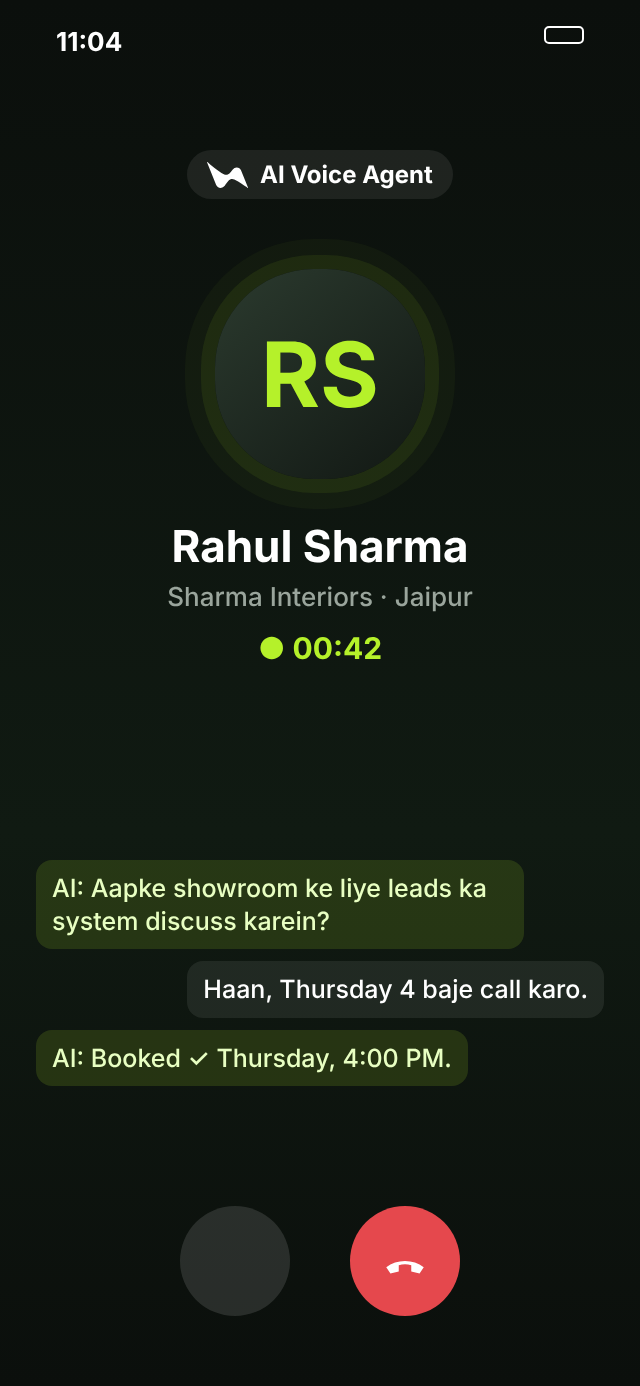 11:04
AI Voice Agent
RS
Rahul Sharma
Sharma Interiors · Jaipur
00:42
AI: Aapke showroom ke liye leads ka
system discuss karein?
Haan, Thursday 4 baje call karo.
AI: Booked ✓ Thursday, 4:00 PM.